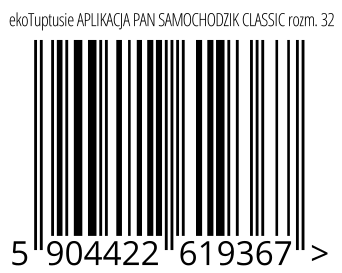 ekoTuptusie APLIKACJA PAN SAMOCHODZIK CLASSIC rozm. 32
5 904422 619367 >